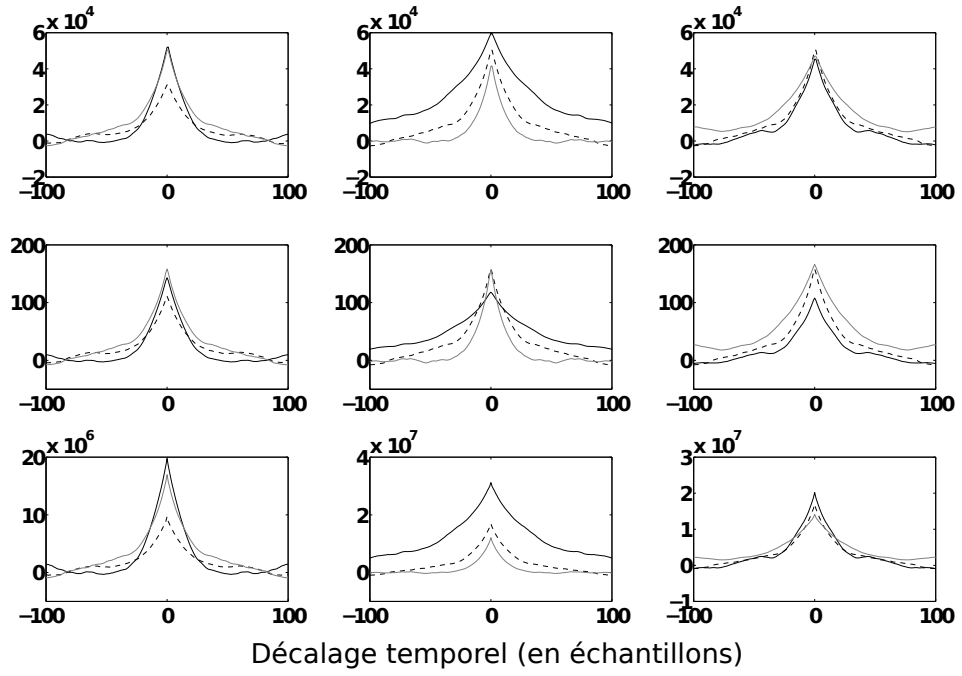 x 10⁴ x 10⁴ x 10⁴
6 6 6
4 4 4
2 2 2
0 0 0
−2 −2 −2
−100 0 100 −100 0 100 −100 0 100
200 200 200
100 100 100
0 0 0
−100 0 100 −100 0 100 −100 0 100
x 10⁶ x 10⁷ x 10⁷
20 4 3
10 2 2
1
0 0 0
−1
−100 0 100 −100 0 100 −100 0 100
Décalage temporel (en échantillons)